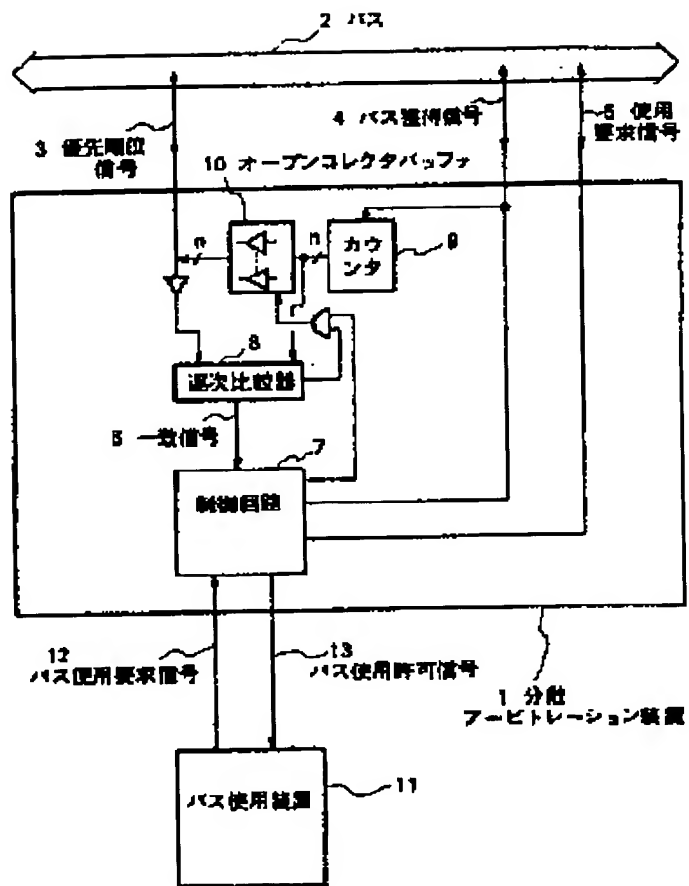 2 バス
3 優先順位
信号
4 バス獲得信号
5 使用
要求信号
10 オープンコレクタバッファ
n
n
カウ
ンタ
9
8
逐次比較器
6 一致信号
7
制御回路
12
バス使用要求信号
13
バス使用許可信号
1 分散
アービトレーション装置
バス使用装置
11